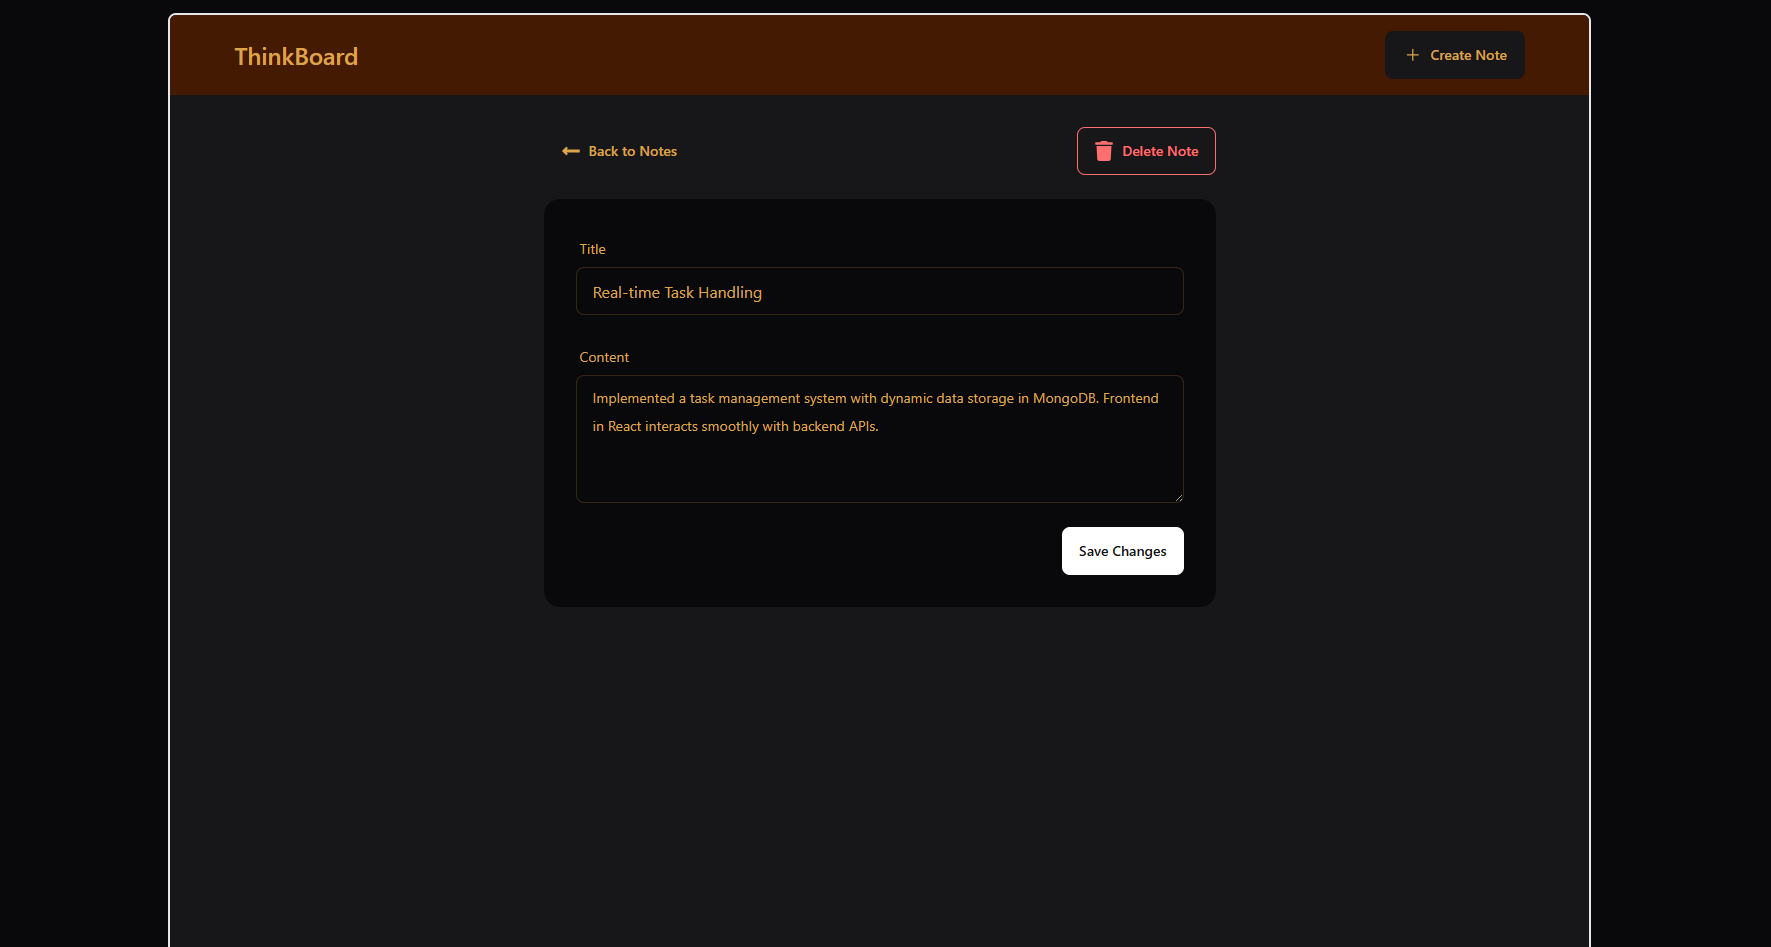 ThinkBoard
Create Note
Back to Notes
Delete Note
Title
Real-time Task Handling
Content
Implemented a task management system with dynamic data storage in MongoDB. Frontend
in React interacts smoothly with backend APIs.
Save Changes